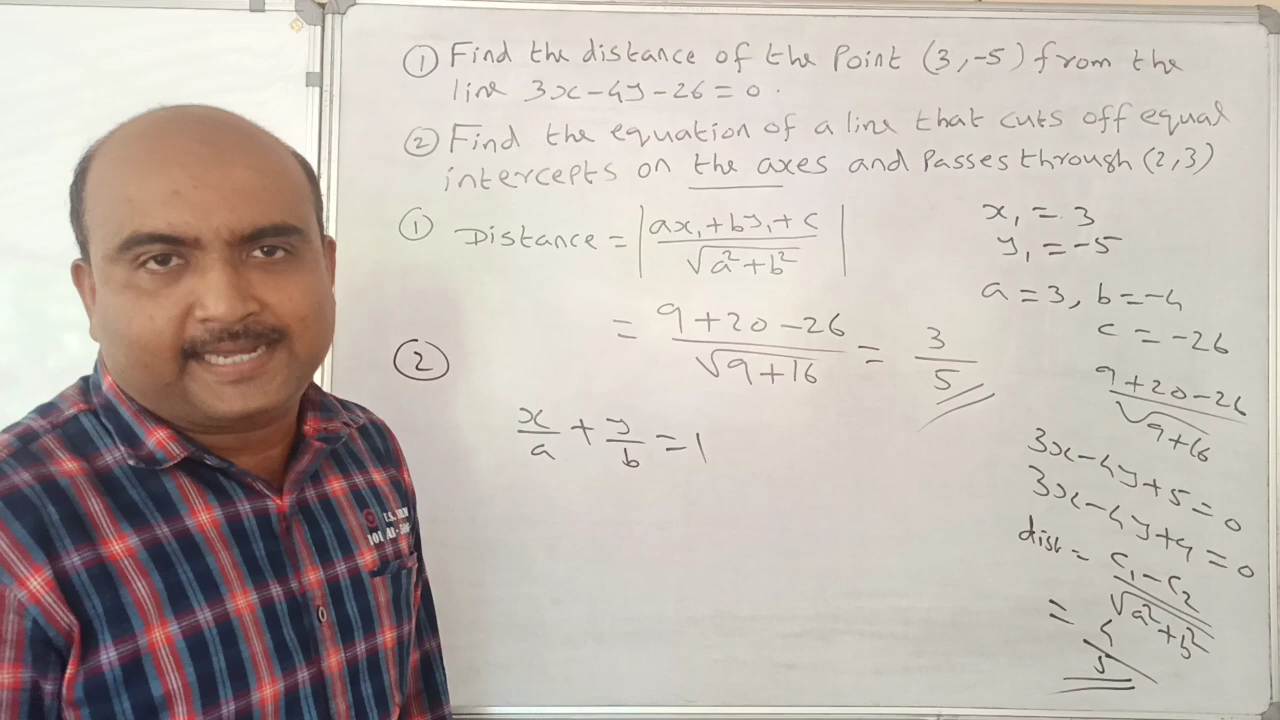 ① Find the distance of the Point (3,-5) from the
line 3x-4y-26=0.
② Find the equation of a line that cuts off equal
intercepts on the axes and Passes through (2,3)
① Distance = |ax₁+by₁+c / √a²+b²|
= 9+20-26 / √9+16 = 3/5
②
x/a + y/b = 1
x₁ = 3
y₁ = -5
a=3, b=-4
c = -26
9+20-26 / √9+16
3x-4y+5=0
3x-4y+9=0
dist = c₁-c₂ / √a²+b²
= 4/5